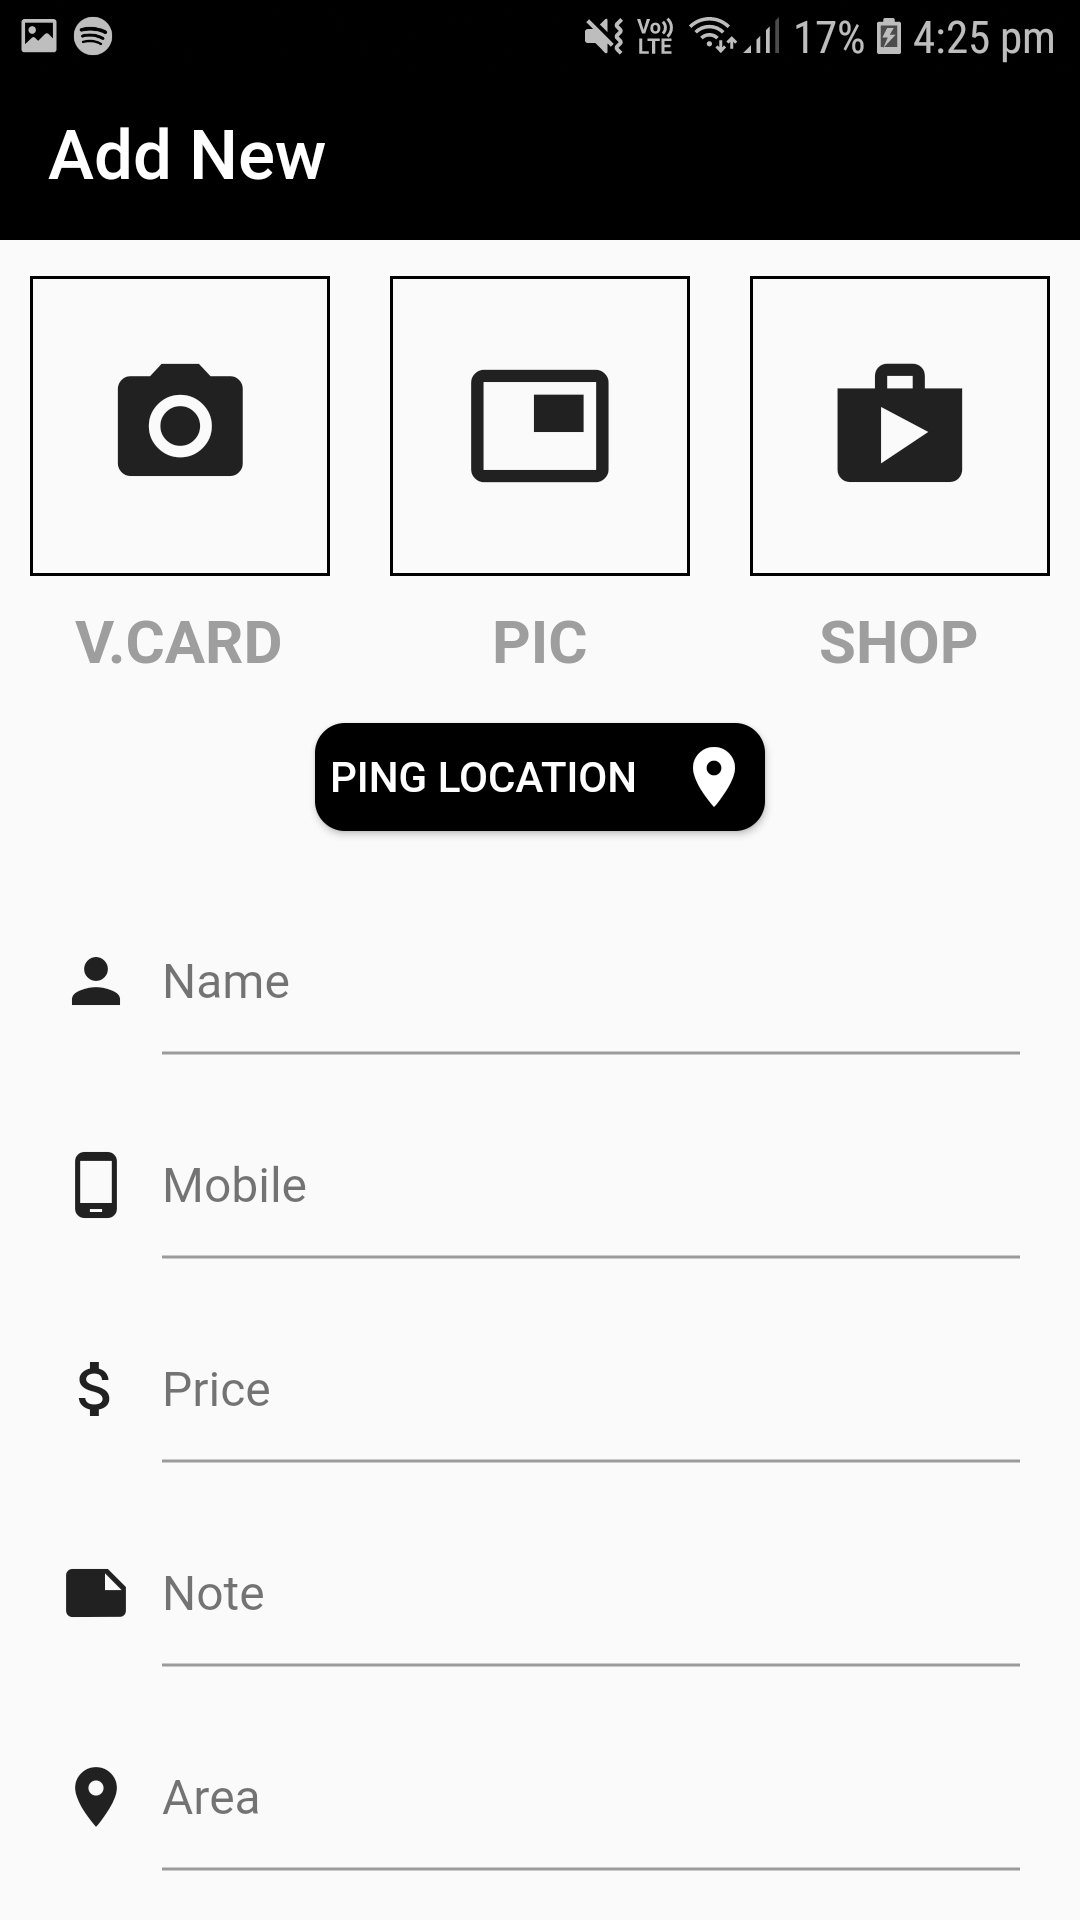 Vo)) LTE 17% 4:25 pm
Add New
V.CARD PIC SHOP
PING LOCATION
Name
Mobile
$ Price
Note
Area